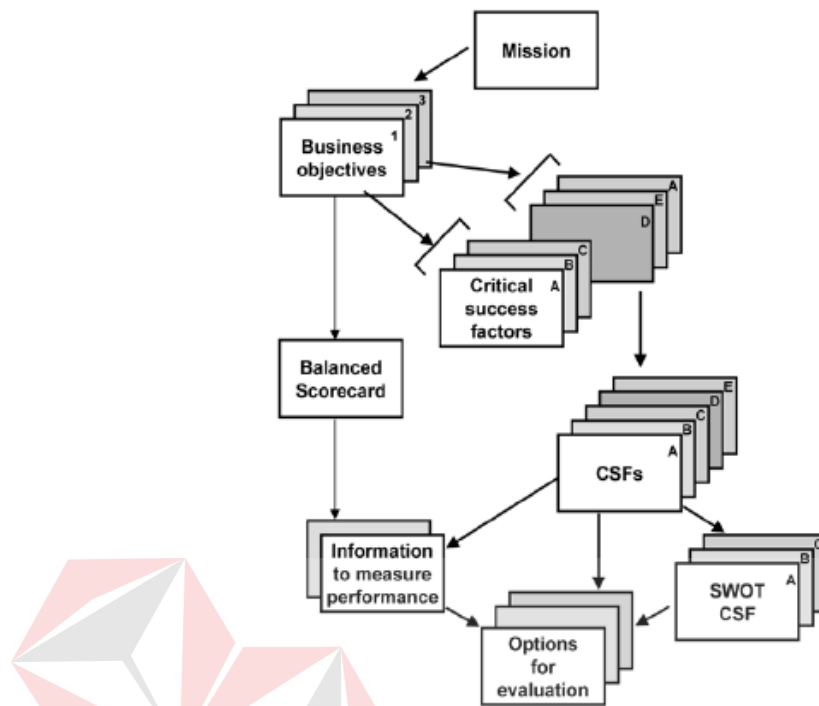 Mission
3
2
1
Business
objectives
A
E
D
C
B
A
Critical
success
factors
Balanced
Scorecard
E
D
C
B
A
CSFs
Information
to measure
performance
C
B
A
SWOT
CSF
Options
for
evaluation